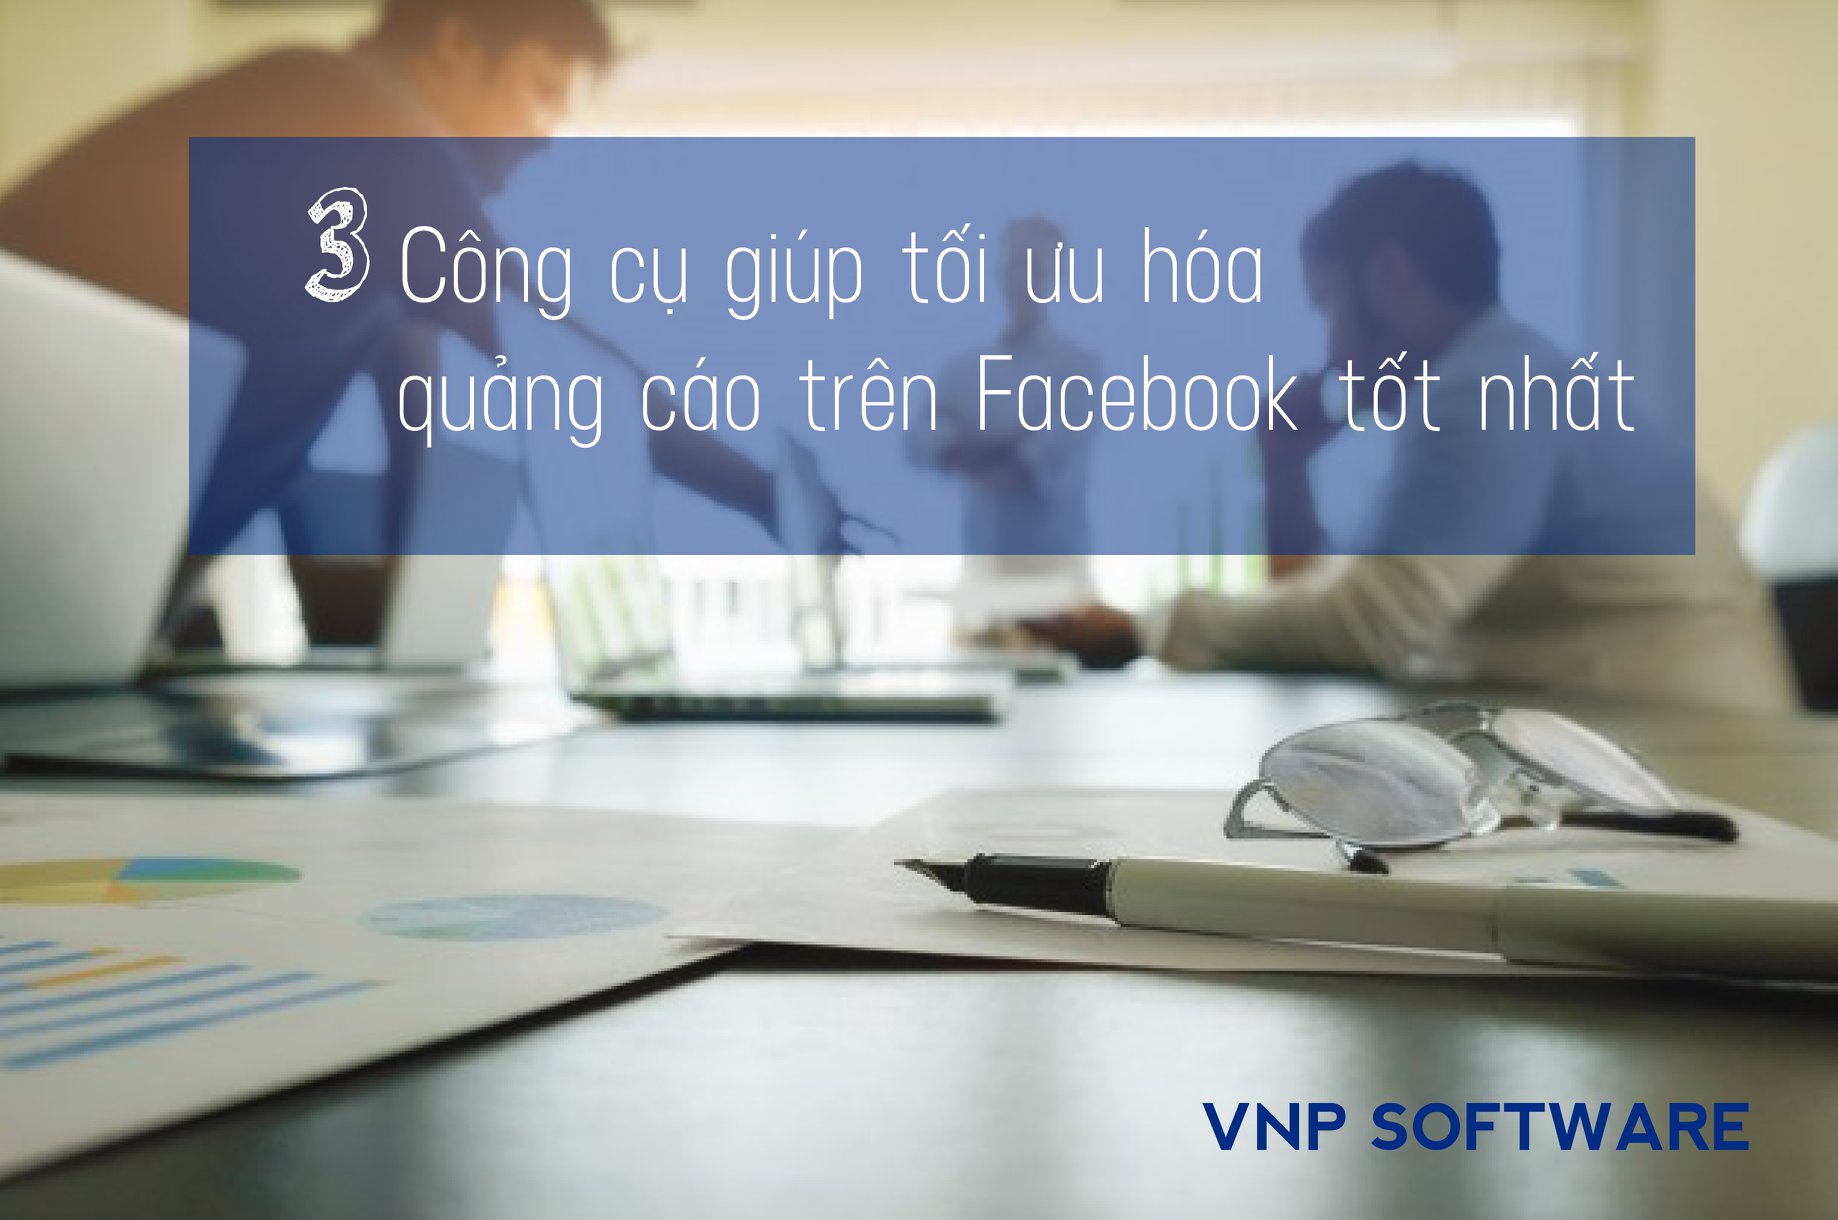 3 Công cụ giúp tối ưu hóa
quảng cáo trên Facebook tốt nhất
VNP SOFTWARE